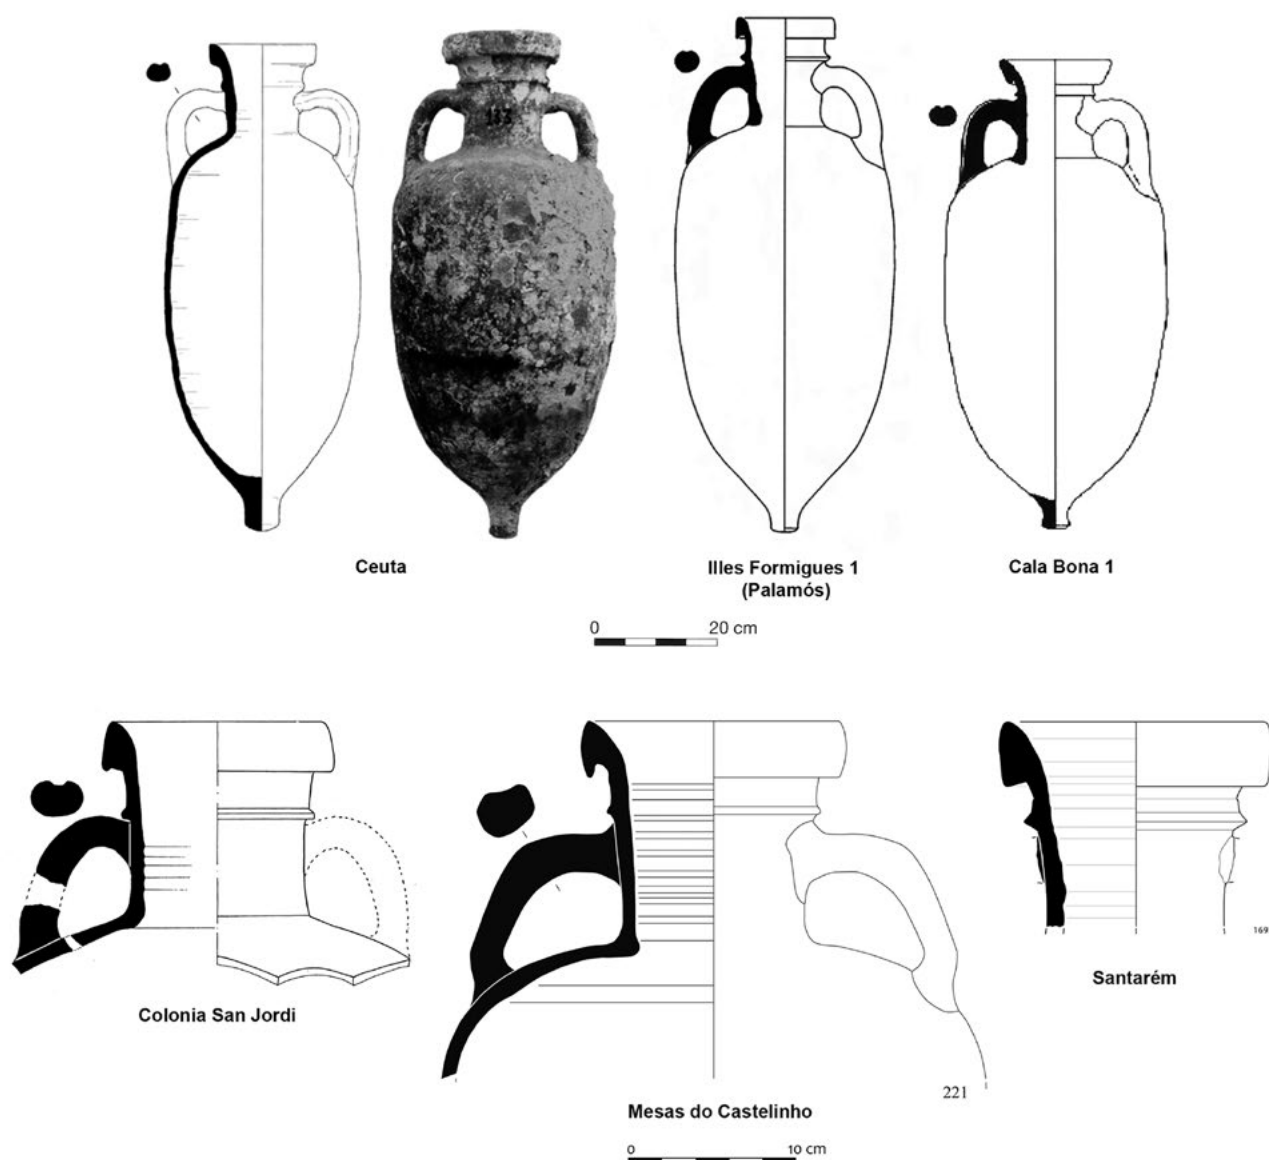 133
Ceuta
Illes Formigues 1
(Palamós)
Cala Bona 1
0 20 cm
Colonia San Jordi
169
Santarém
221
Mesas do Castelinho
0 10 cm